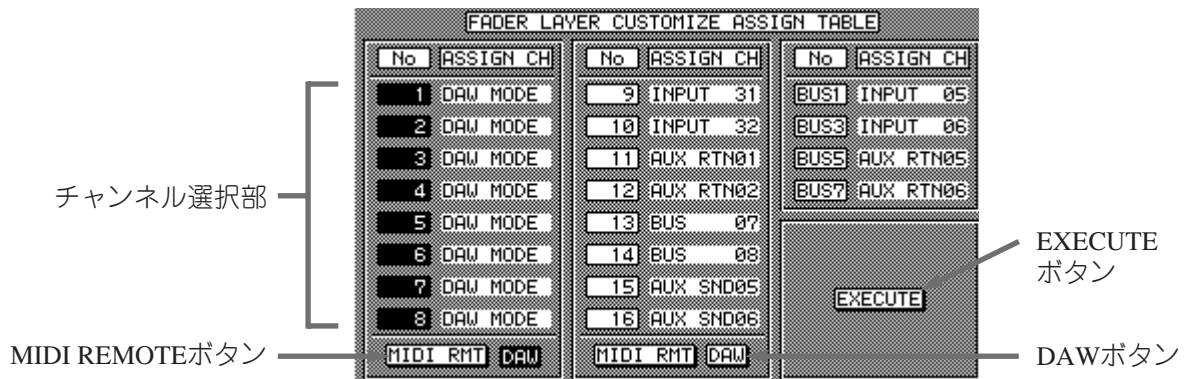 FADER LAYER CUSTOMIZE ASSIGN TABLE
No ASSIGN CH No ASSIGN CH No ASSIGN CH
1 DAW MODE 9 INPUT 31 BUS1 INPUT 05
2 DAW MODE 10 INPUT 32 BUS3 INPUT 06
3 DAW MODE 11 AUX RTN01 BUS5 AUX RTN05
チャンネル選択部 4 DAW MODE 12 AUX RTN02 BUS7 AUX RTN06
5 DAW MODE 13 BUS 07
6 DAW MODE 14 BUS 08 EXECUTE
ボタン
7 DAW MODE 15 AUX SND05
EXECUTE
8 DAW MODE 16 AUX SND06
MIDI REMOTEボタン MIDI RMT DAW MIDI RMT DAW DAWボタン